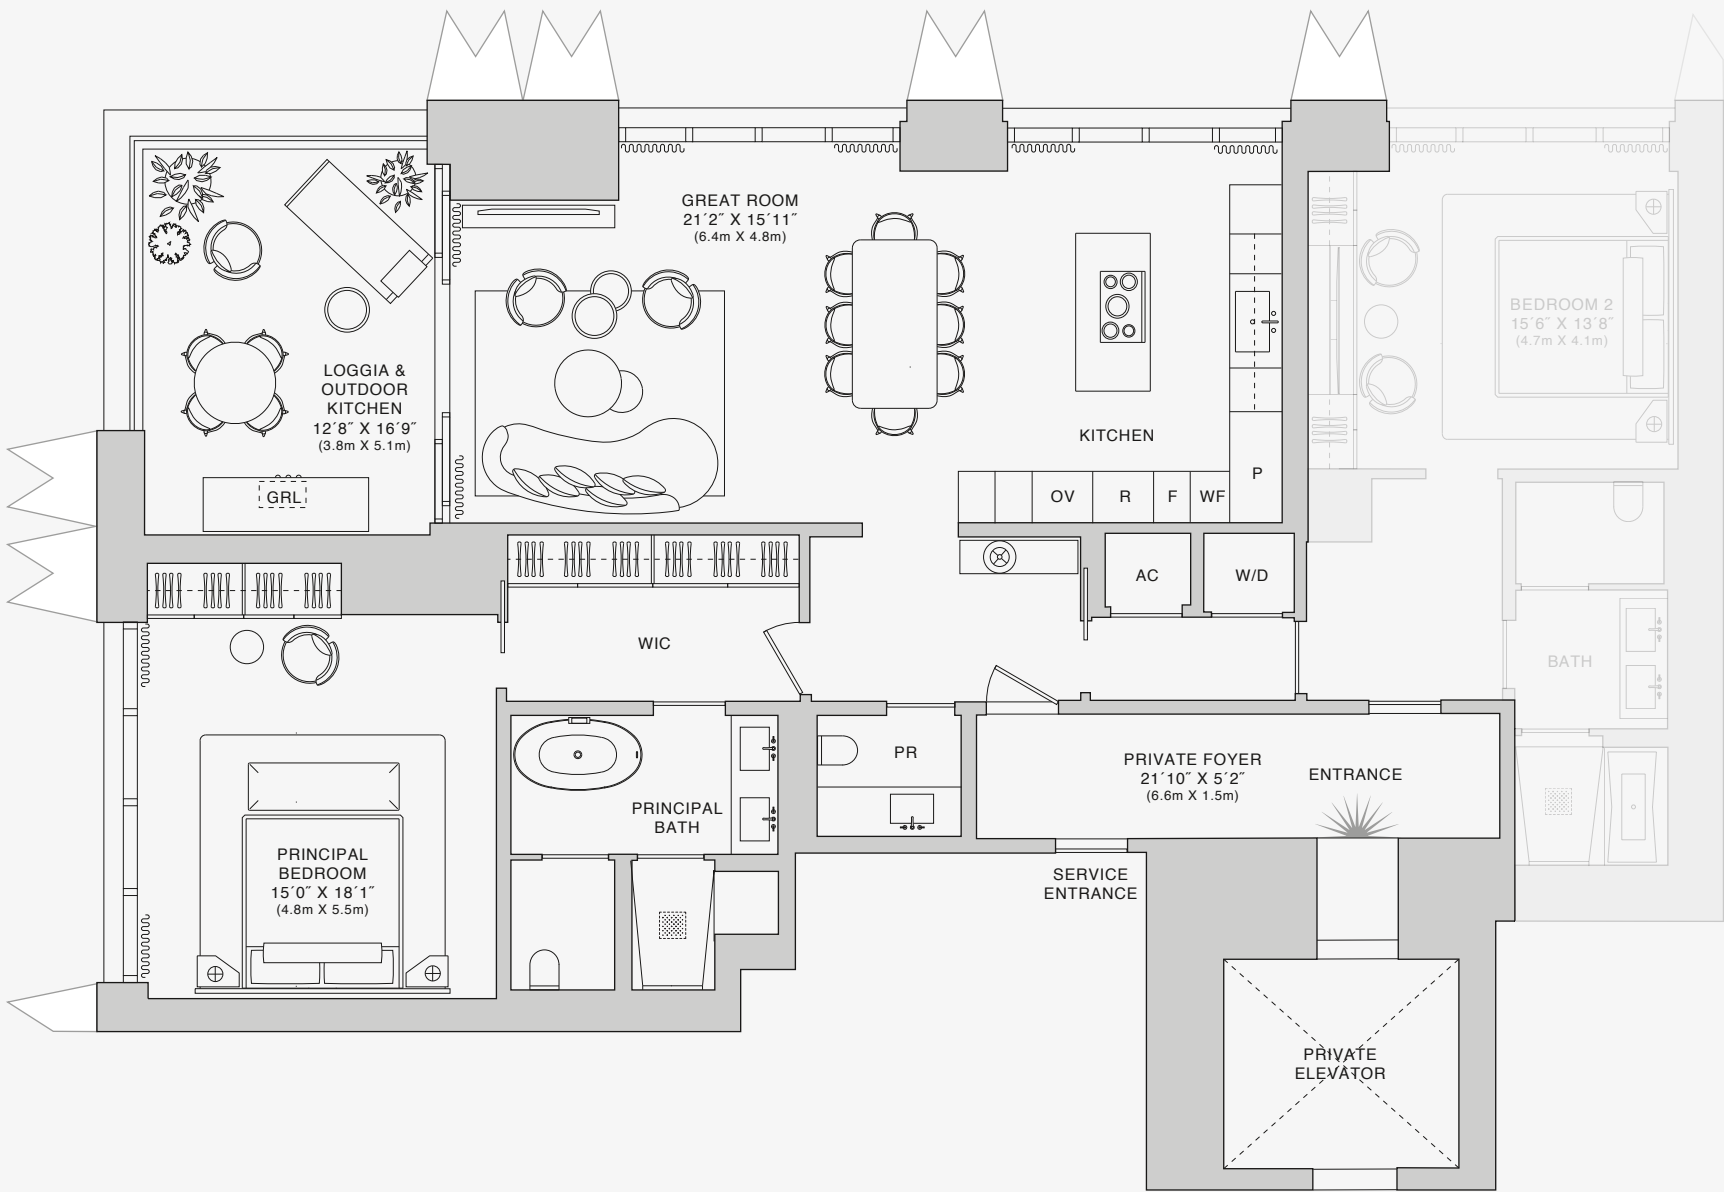 GREAT ROOM
21´2˝ X 15´11˝
(6.4m X 4.8m)
LOGGIA &
OUTDOOR
KITCHEN
12´8˝ X 16´9˝
(3.8m X 5.1m)
GRL
KITCHEN
OV
R
F
WF
P
BEDROOM 2
15´6˝ X 13´8˝
(4.7m X 4.1m)
AC
W/D
WIC
BATH
PR
PRIVATE FOYER
21´10˝ X 5´2˝
(6.6m X 1.5m)
ENTRANCE
PRINCIPAL
BATH
PRINCIPAL
BEDROOM
15´0˝ X 18´1˝
(4.8m X 5.5m)
SERVICE
ENTRANCE
PRIVATE
ELEVATOR